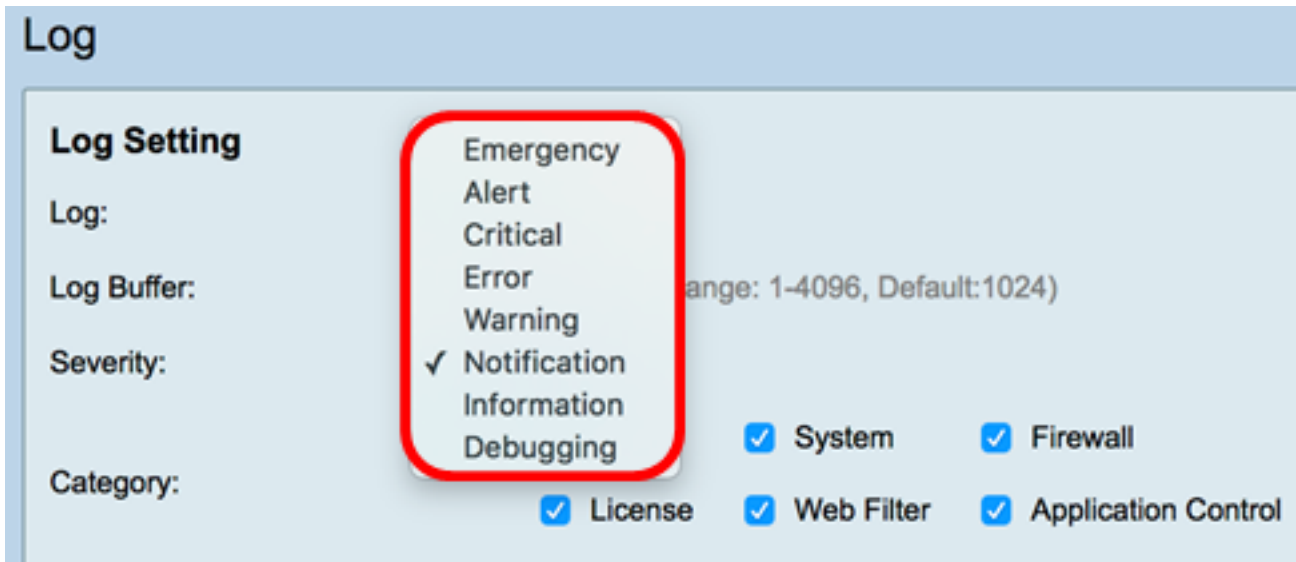 Log
Log Setting
Emergency
Alert
Log:
Critical
Error
Log Buffer:
ange: 1-4096, Default:1024)
Warning
Severity:
✓ Notification
Information
Debugging
System
Firewall
Category:
License
Web Filter
Application Control